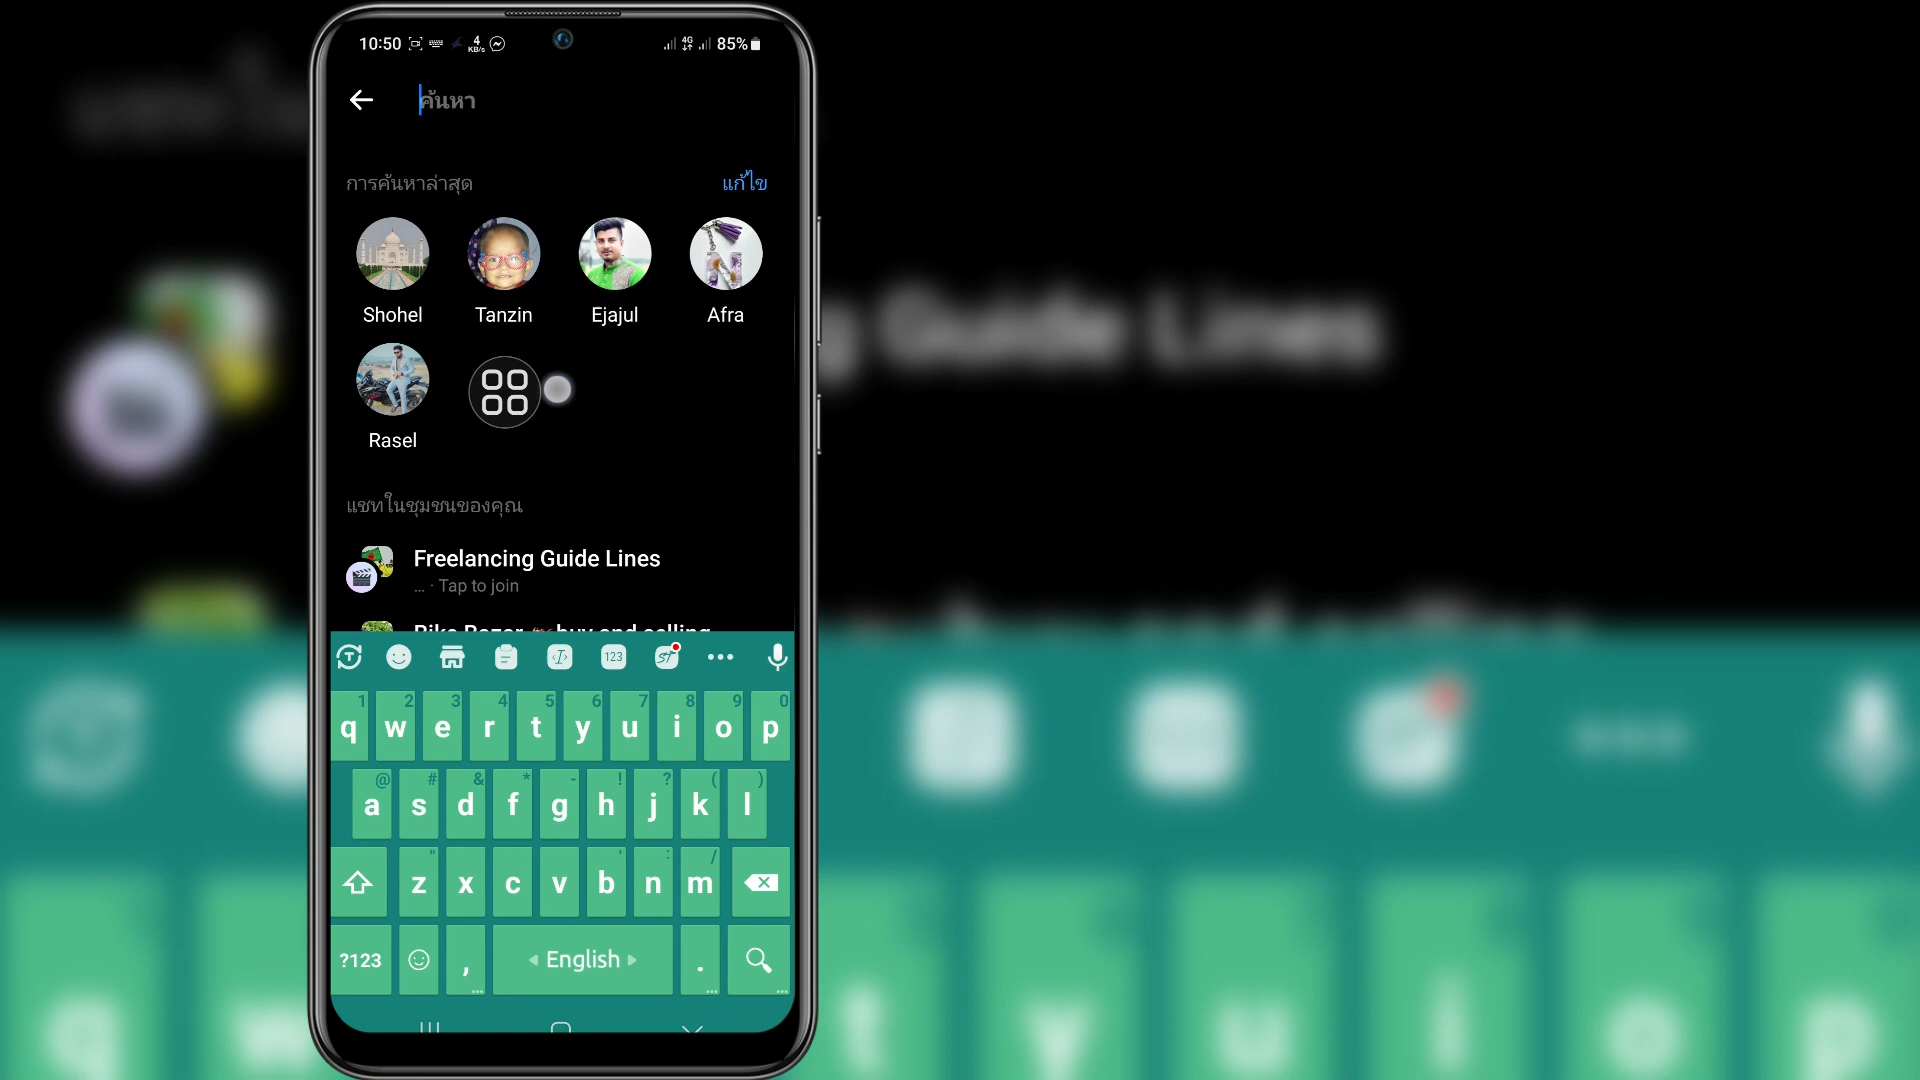 10:50 4 KB/s 4G 85%
ค้นหา
การค้นหาล่าสุด แก้ไข
Shohel Tanzin Ejajul Afra
Rasel
แชทในชุมชนของคุณ
Freelancing Guide Lines
... · Tap to join
Bike Bazar buy and selling
123
1 2 3 4 5 6 7 8 9 0
q w e r t y u i o p
@ # & * - ! ? ( )
a s d f g h j k l
" ' : /
z x c v b n m
?123 , English .
g Guide Lines
q w t y u i o p